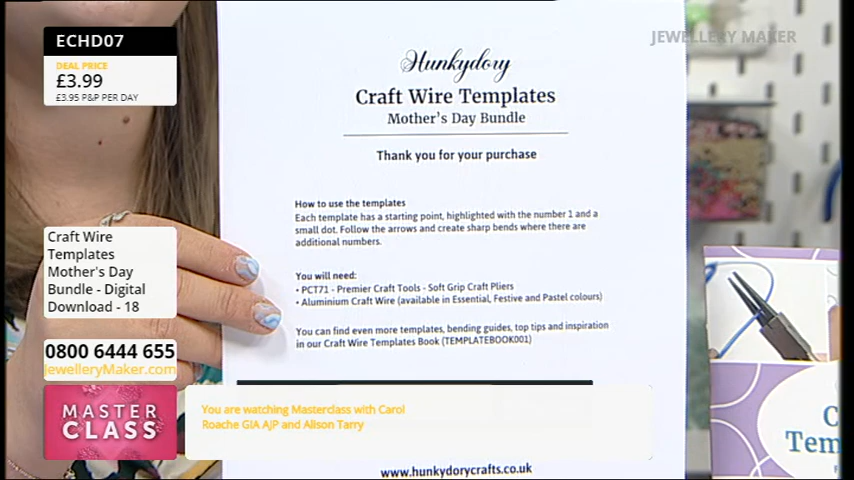 ECHD07
DEAL PRICE
£3.99
£3.95 P&P PER DAY
JEWELLERY MAKER
Hunkydory
Craft Wire Templates
Mother's Day Bundle
Thank you for your purchase
How to use the templates
Each template has a starting point, highlighted with the number 1 and a
small dot. Follow the arrows and create sharp bends where there are
additional numbers.
You will need:
• PCT71 - Premier Craft Tools - Soft Grip Craft Pliers
• Aluminium Craft Wire (available in Essential, Festive and Pastel colours)
You can find even more templates, bending guides, top tips and inspiration
in our Craft Wire Templates Book (TEMPLATEBOOK001)
www.hunkydorycrafts.co.uk
Craft Wire
Templates
Mother's Day
Bundle - Digital
Download - 18
0800 6444 655
JewelleryMaker.com
MASTER
CLASS
You are watching Masterclass with Carol
Roache GIA AJP and Alison Tarry